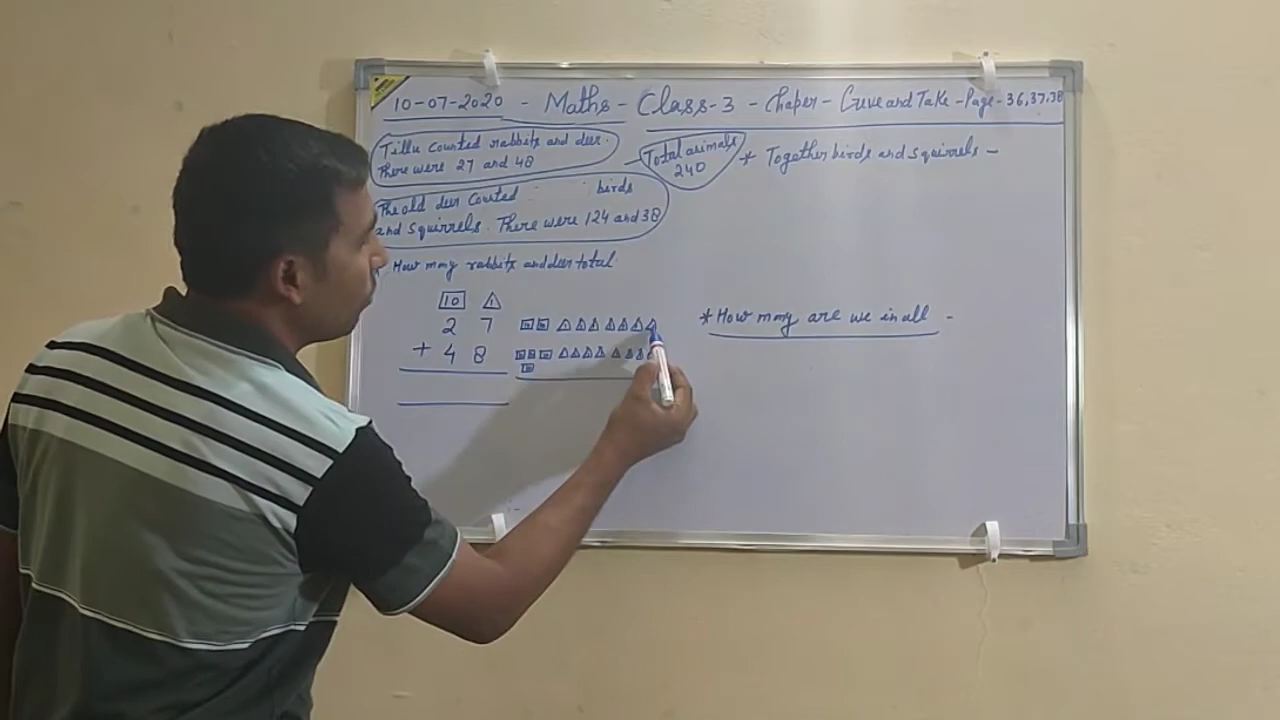 10-07-2020 - Maths - Class-3 - Chaper - Give and Take - Page - 36,37,38
Tillu Counted rabbits and deer.
There were 27 and 48
Total animals
240
The old deer Counted birds
and Squirrels. There were 124 and 38
* Together birds and squirrels -
How many rabbits and deer total
10 1
2 7
+ 4 8
* How many are we in all -